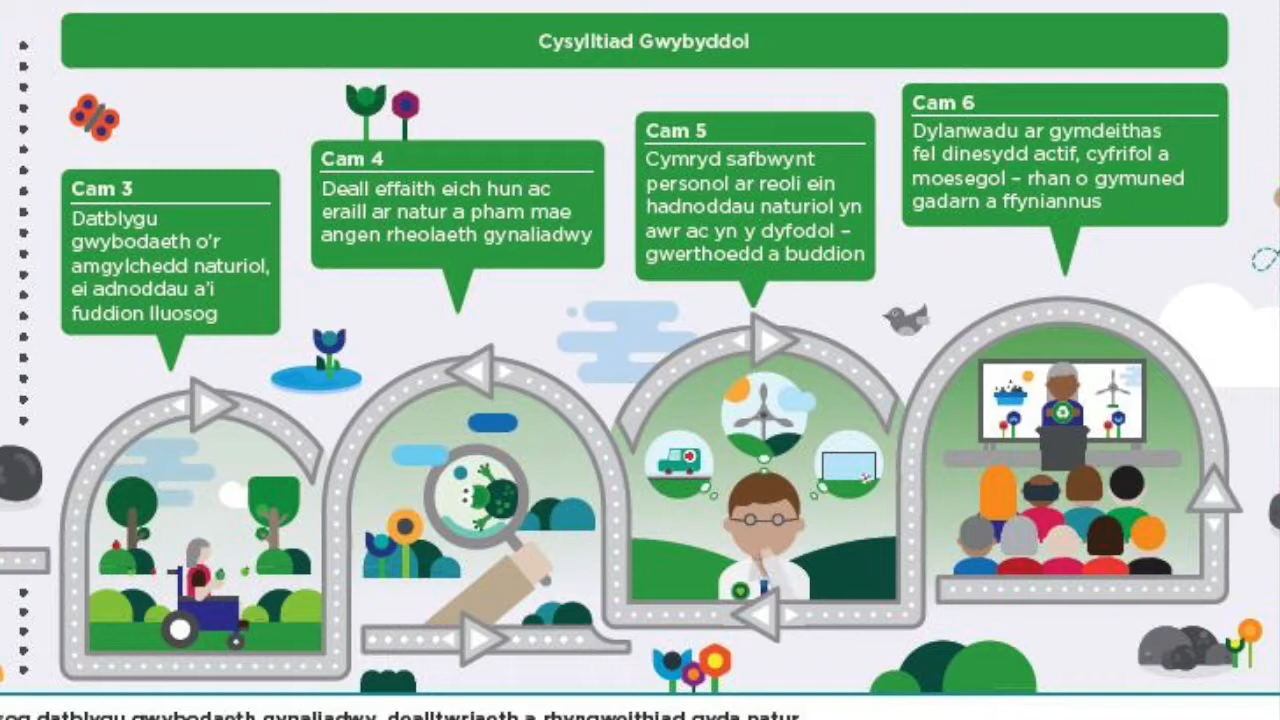 Cysylltiad Gwybyddol
Cam 3
Datblygu
gwybodaeth o'r
amgylchedd naturiol,
ei adnoddau a'i
fuddion lluosog
Cam 4
Deall effaith eich hun ac
eraill ar natur a pham mae
angen rheolaeth gynaliadwy
Cam 5
Cymryd safbwynt
personol ar reoli ein
hadnoddau naturiol yn
awr ac yn y dyfodol –
gwerthoedd a buddion
Cam 6
Dylanwadu ar gymdeithas
fel dinesydd actif, cyfrifol a
moesegol – rhan o gymuned
gadarn a ffyniannus
datblygu gwybodaeth gynaliadwy, dealltwriaeth a rhyngweithiad gyda natur